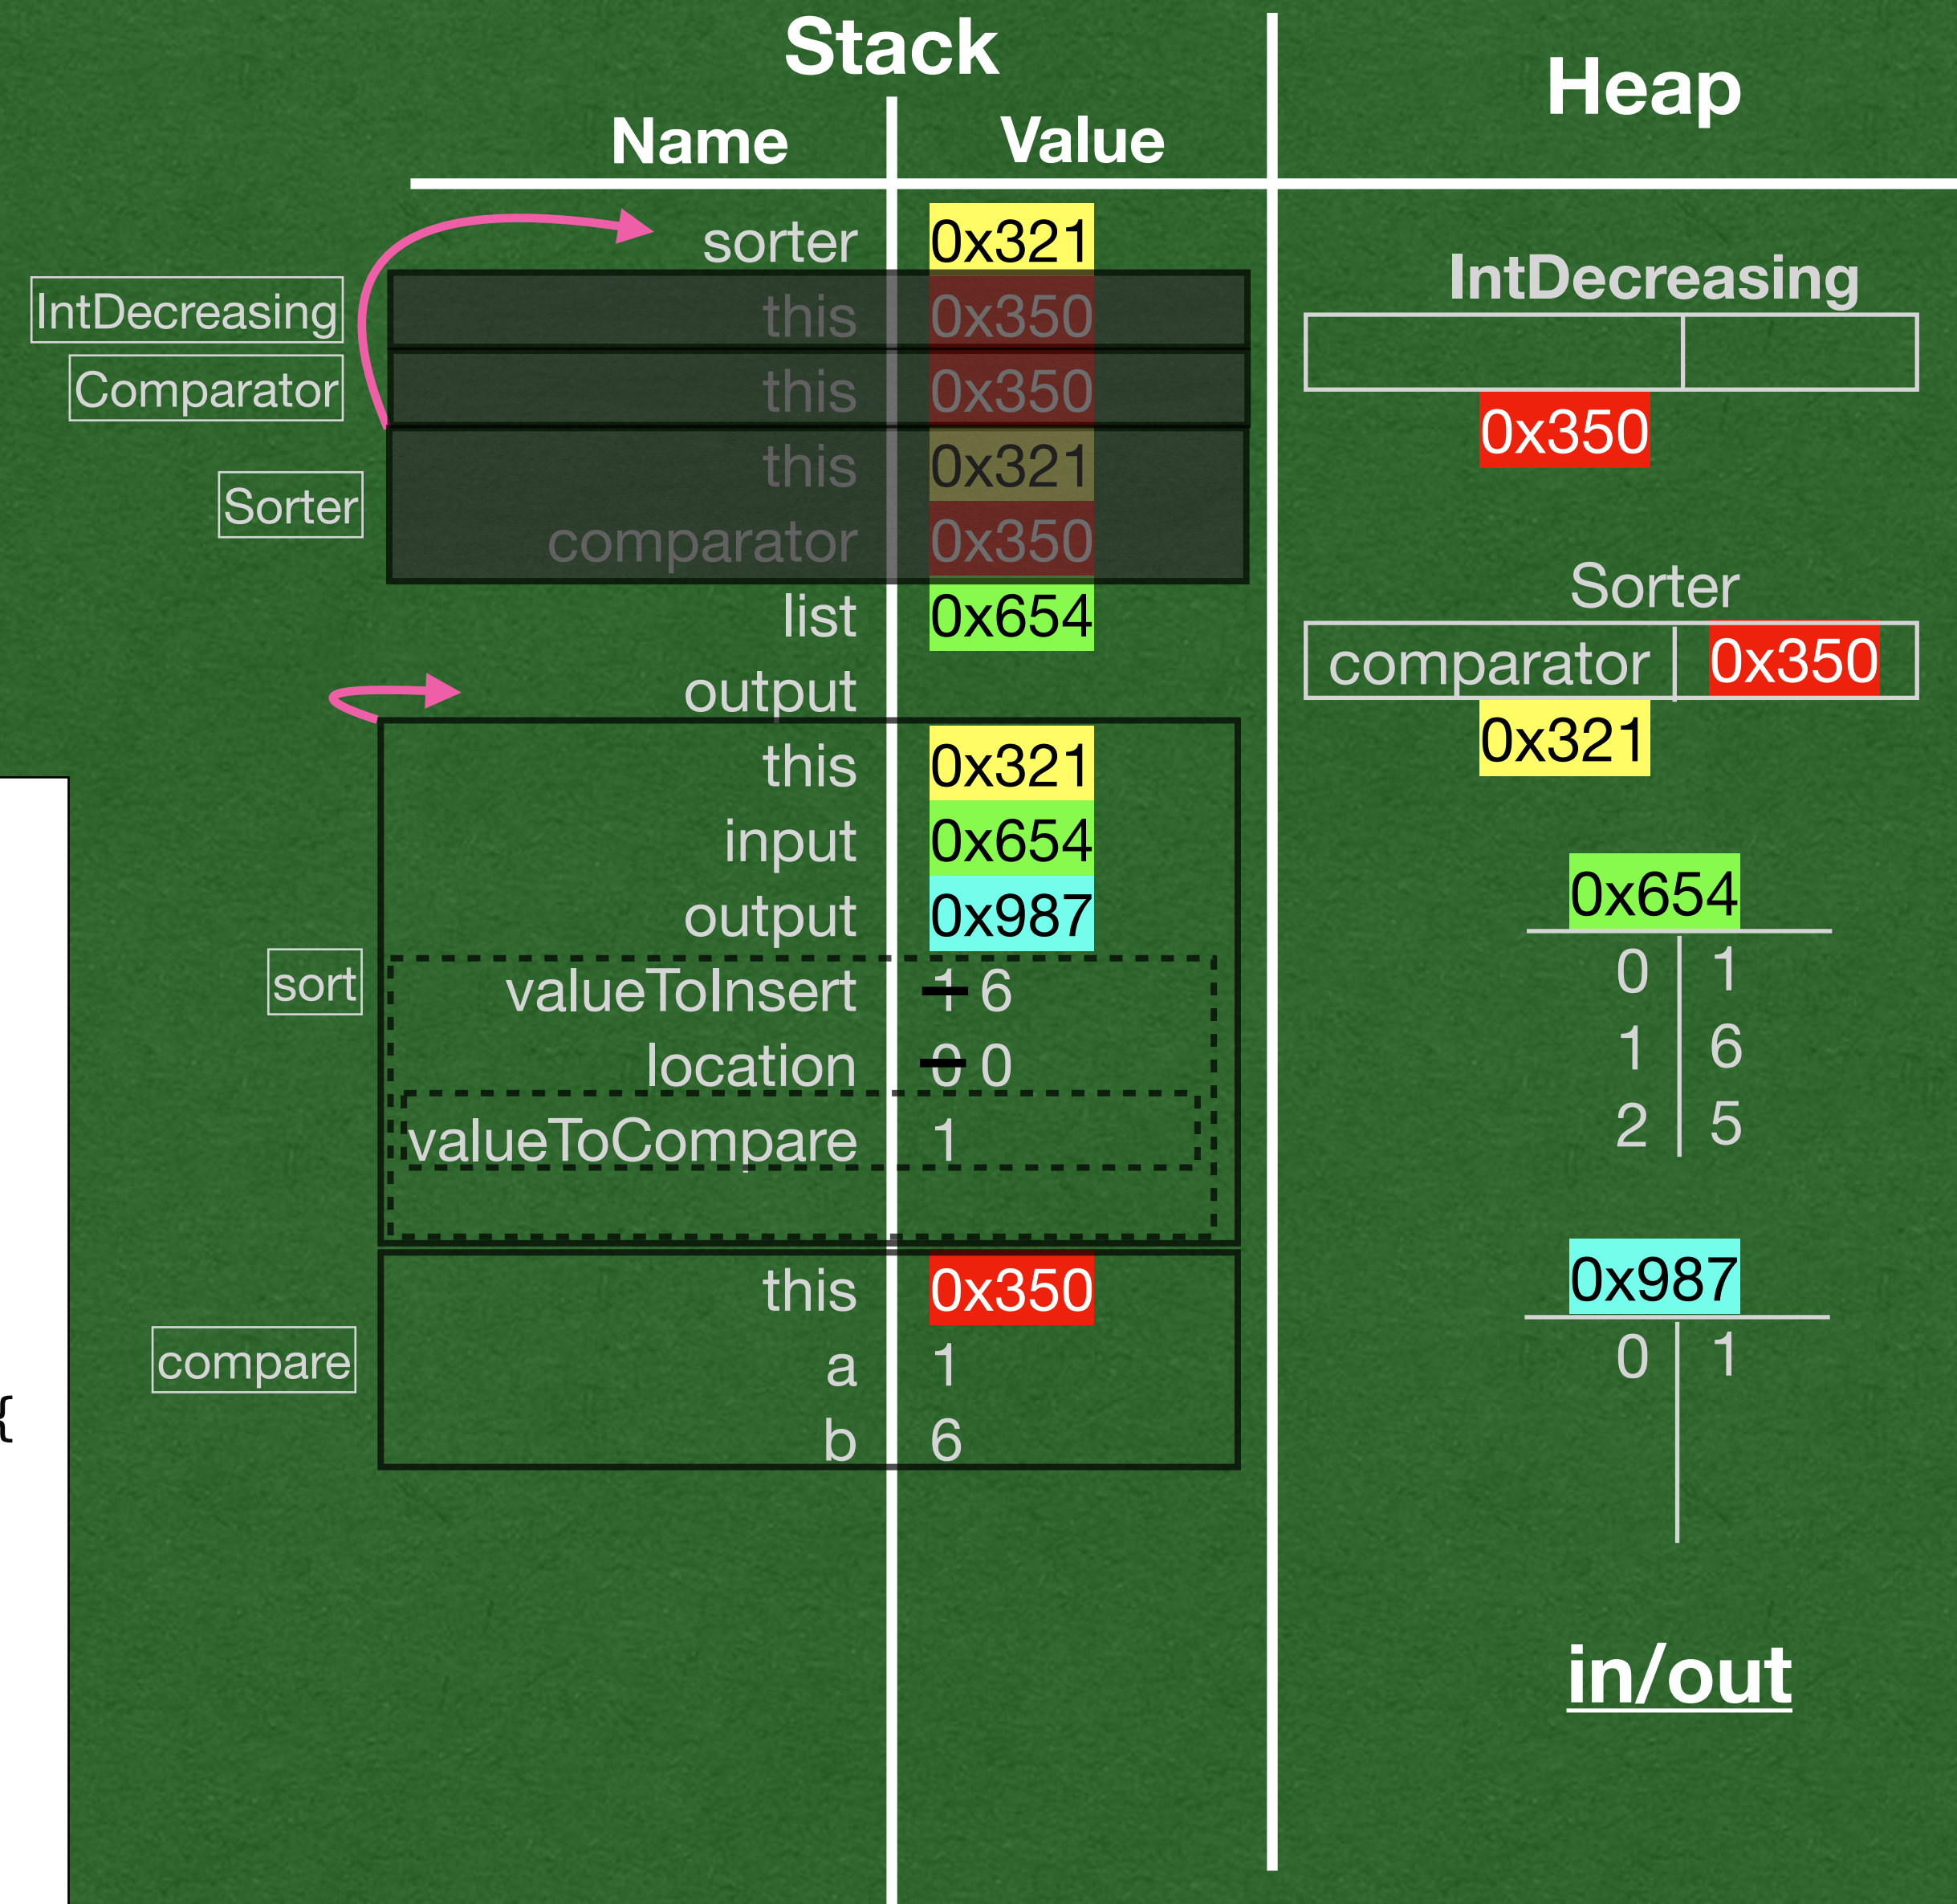 Stack
Heap
Name Value
sorter 0x321
IntDecreasing
this 0x350
Comparator
this 0x350
Sorter
this 0x321
comparator 0x350
list 0x654
output
this 0x321
input 0x654
output 0x987
sort
valueToInsert 1 6
location 0 0
valueToCompare 1
compare
this 0x350
a 1
b 6
{
IntDecreasing
0x350
Sorter
comparator 0x350
0x321
0x654
0 1
1 6
2 5
0x987
0 1
in/out